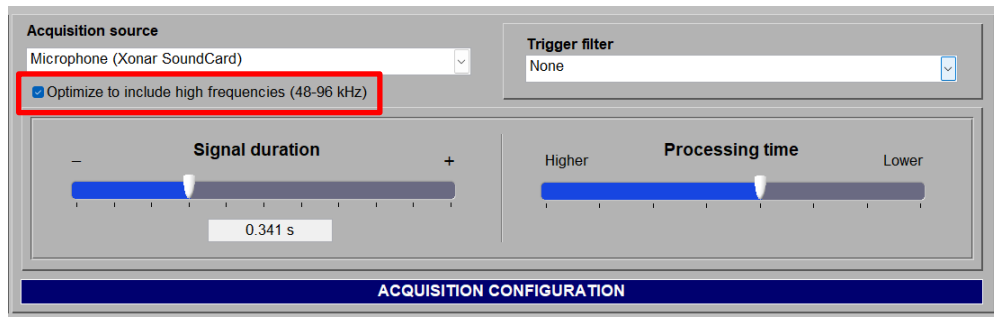 Acquisition source
Microphone (Xonar SoundCard)
Optimize to include high frequencies (48-96 kHz)
Trigger filter
None
Signal duration
– +
0.341 s
Processing time
Higher Lower
ACQUISITION CONFIGURATION